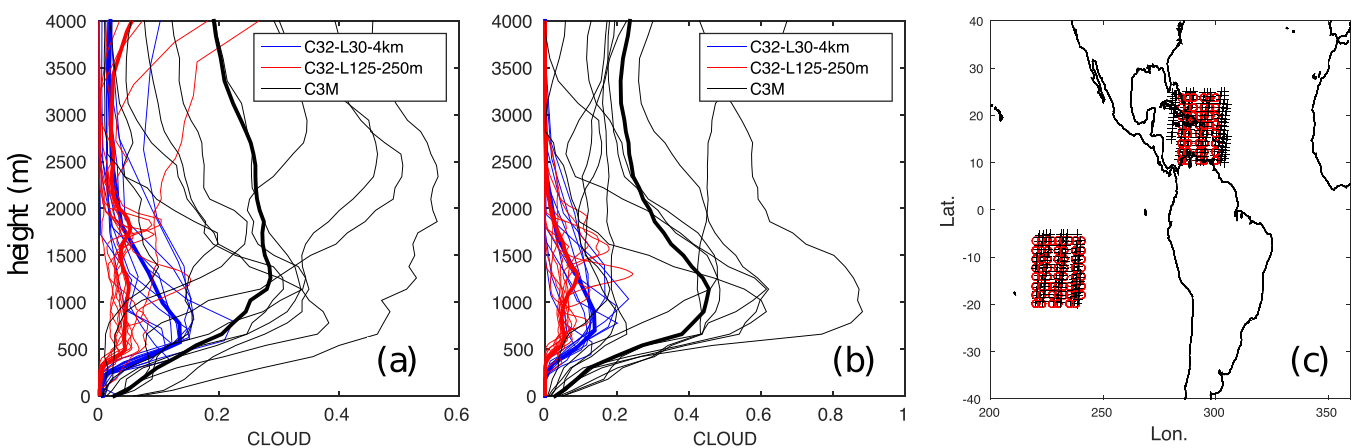 4000
3500
3000
2500
2000
1500
1000
500
0
height (m)
0
0.2
0.4
0.6
CLOUD
C32-L30-4km
C32-L125-250m
C3M
(a)
4000
3500
3000
2500
2000
1500
1000
500
0
0
0.2
0.4
0.6
0.8
1
CLOUD
C32-L30-4km
C32-L125-250m
C3M
(b)
40
30
20
10
0
-10
-20
-30
-40
Lat.
200
250
300
350
Lon.
(c)